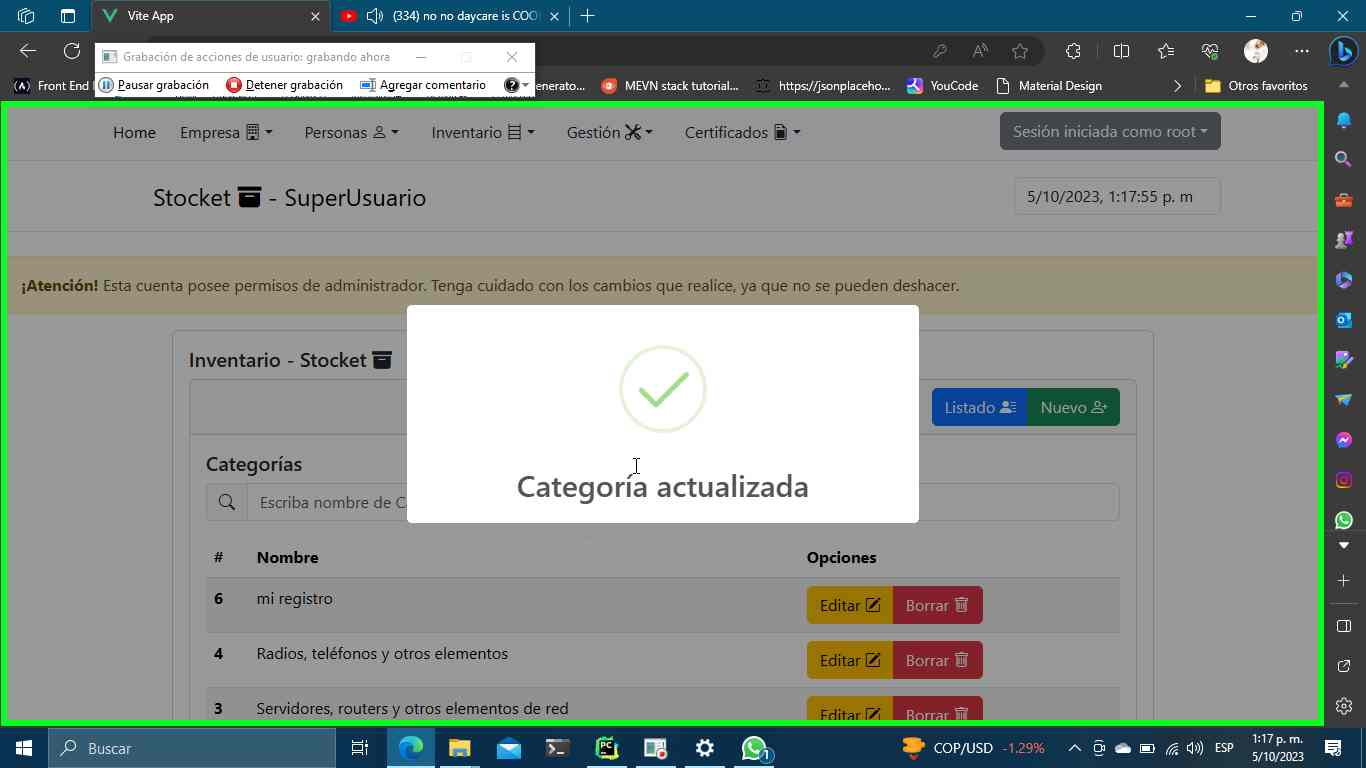 Vite App
(334) no no daycare is COO
Grabación de acciones de usuario: grabando ahora
Pausar grabación
Detener grabación
Agregar comentario
Front End
enerato...
MEVN stack tutorial...
https://jsonplaceho...
YouCode
Material Design
Otros favoritos
Home
Empresa
Personas
Inventario
Gestión
Certificados
Sesión iniciada como root
Stocket - SuperUsuario
5/10/2023, 1:17:55 p. m
¡Atención! Esta cuenta posee permisos de administrador. Tenga cuidado con los cambios que realice, ya que no se pueden deshacer.
Inventario - Stocket
Listado
Nuevo
Categorías
Escriba nombre de C
Categoría actualizada
# Nombre Opciones
6 mi registro Editar Borrar
4 Radios, teléfonos y otros elementos Editar Borrar
3 Servidores, routers y otros elementos de red Editar Borrar
Buscar
1
COP/USD -1.29%
ESP
1:17 p. m.
5/10/2023